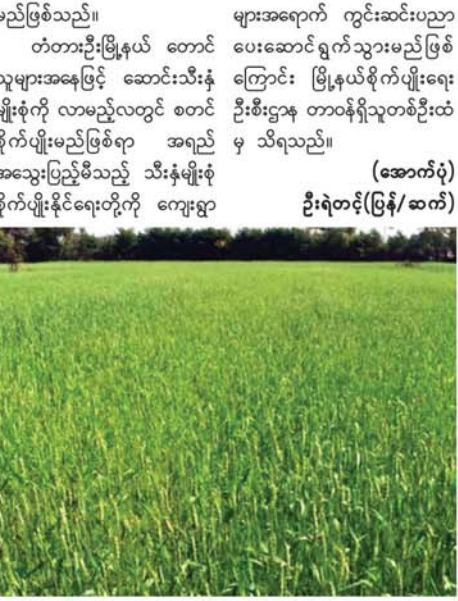 မည်ဖြစ်သည်။
တံတားဦးမြို့နယ် တောင်
သူများအနေဖြင့် ဆောင်းသီးနှံ
မျိုးစုံကို လာမည့်လတွင် စတင်
စိုက်ပျိုးမည်ဖြစ်ရာ အရည်
အသွေးပြည့်မီသည့် သီးနှံမျိုးစုံ
စိုက်ပျိုးနိုင်ရေးတို့ကို ကျေးရွာ
များအရောက် ကွင်းဆင်းပညာ
ပေးဆောင်ရွက်သွားမည်ဖြစ်
ကြောင်း မြို့နယ်စိုက်ပျိုးရေး
ဦးစီးဌာန တာဝန်ရှိသူတစ်ဦးထံ
မှ သိရသည်။
(အောက်ပုံ)
ဦးရဲတင့်(ပြန်/ဆက်)